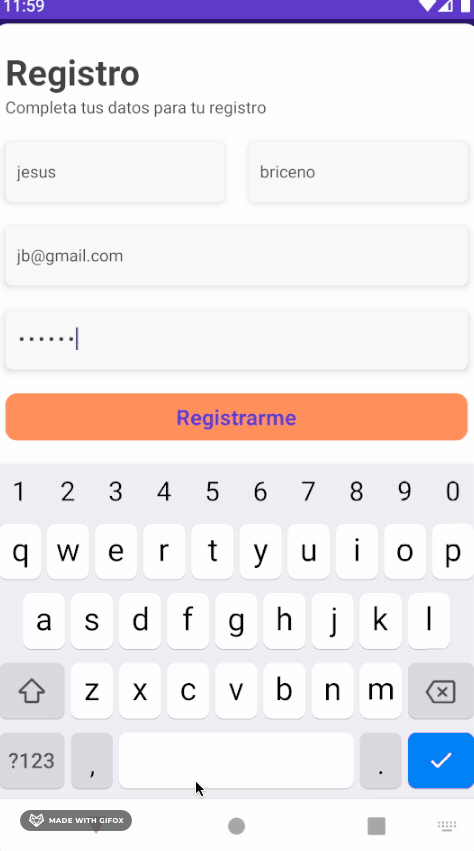 11:59
Registro
Completa tus datos para tu registro
jesus briceno
jb@gmail.com
••••••
Registrarme
1 2 3 4 5 6 7 8 9 0
q w e r t y u i o p
a s d f g h j k l
z x c v b n m
?123 , .
MADE WITH GIFOX